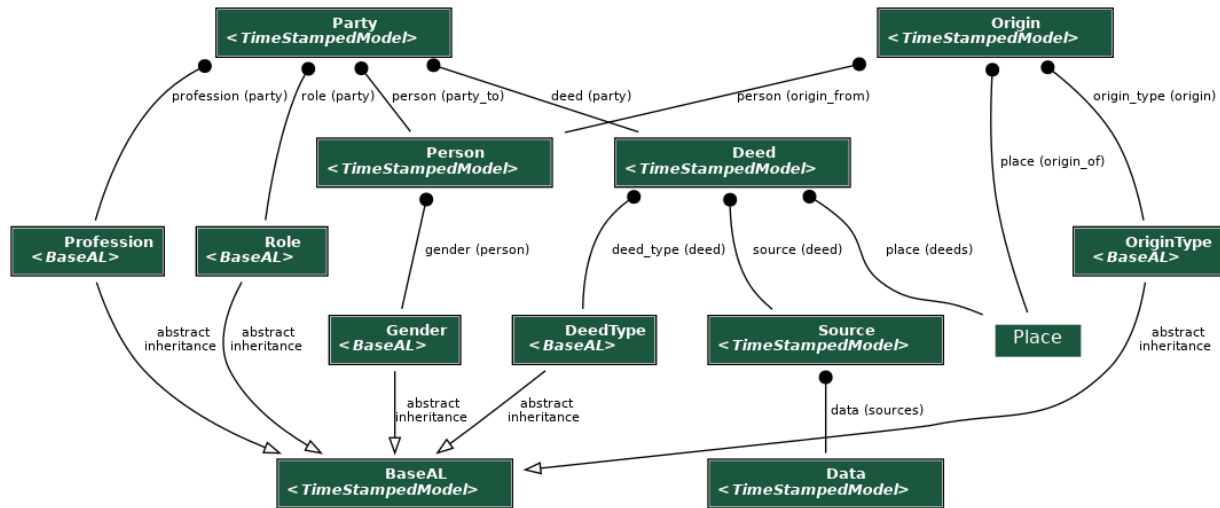 Party
<TimeStampedModel>
Origin
<TimeStampedModel>
profession (party)
role (party)
person (party_to)
deed (party)
person (origin_from)
origin_type (origin)
Person
<TimeStampedModel>
Deed
<TimeStampedModel>
place (origin_of)
Profession
<BaseAL>
Role
<BaseAL>
gender (person)
deed_type (deed)
source (deed)
place (deeds)
OriginType
<BaseAL>
abstract
inheritance
abstract
inheritance
Gender
<BaseAL>
DeedType
<BaseAL>
Source
<TimeStampedModel>
Place
abstract
inheritance
abstract
inheritance
abstract
inheritance
data (sources)
BaseAL
<TimeStampedModel>
Data
<TimeStampedModel>